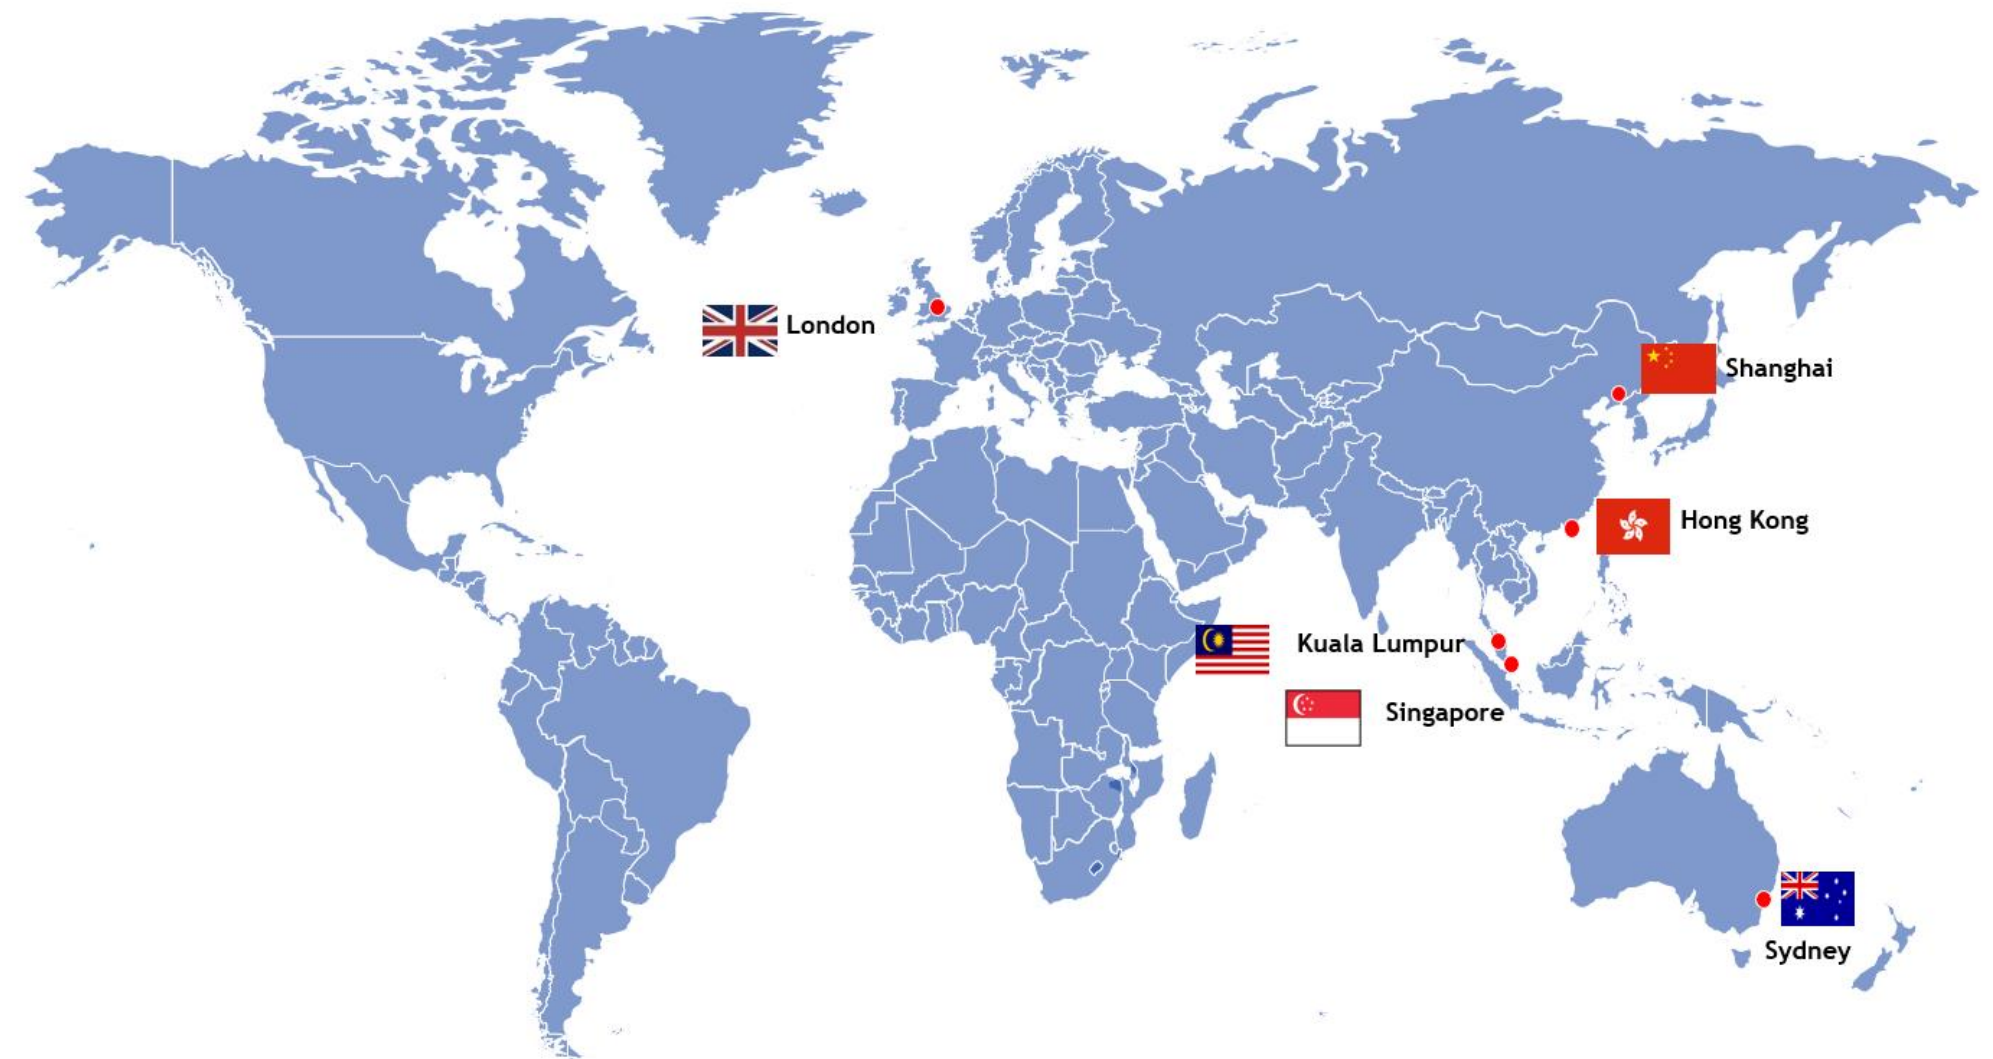 London
Shanghai
Hong Kong
Kuala Lumpur
Singapore
Sydney